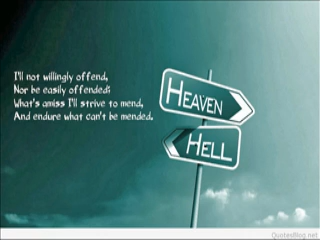 I'll not willingly offend,
Nor be easily offended;
What's amiss I'll strive to mend,
And endure what can't be mended.
HEAVEN
HELL
QuotesBlog.net